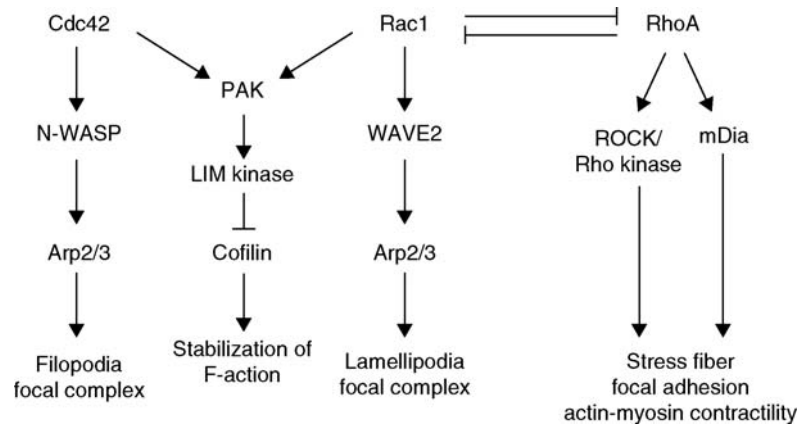 Cdc42
Rac1
RhoA
PAK
N-WASP
WAVE2
ROCK/
Rho kinase
mDia
LIM kinase
Arp2/3
Cofilin
Arp2/3
Filopodia
focal complex
Stabilization of
F-action
Lamellipodia
focal complex
Stress fiber
focal adhesion
actin-myosin contractility